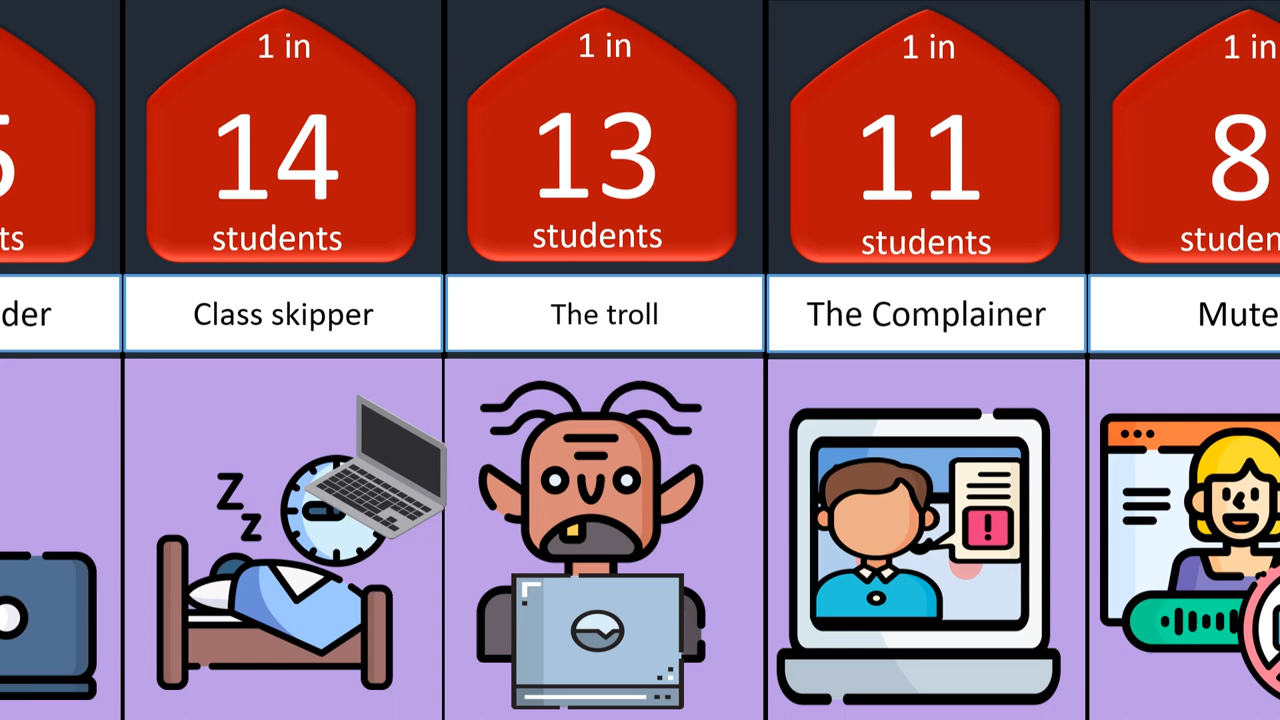 1 in
14
students
Class skipper
1 in
13
students
The troll
1 in
11
students
The Complainer
1 in
8
Mute
Z
z
!